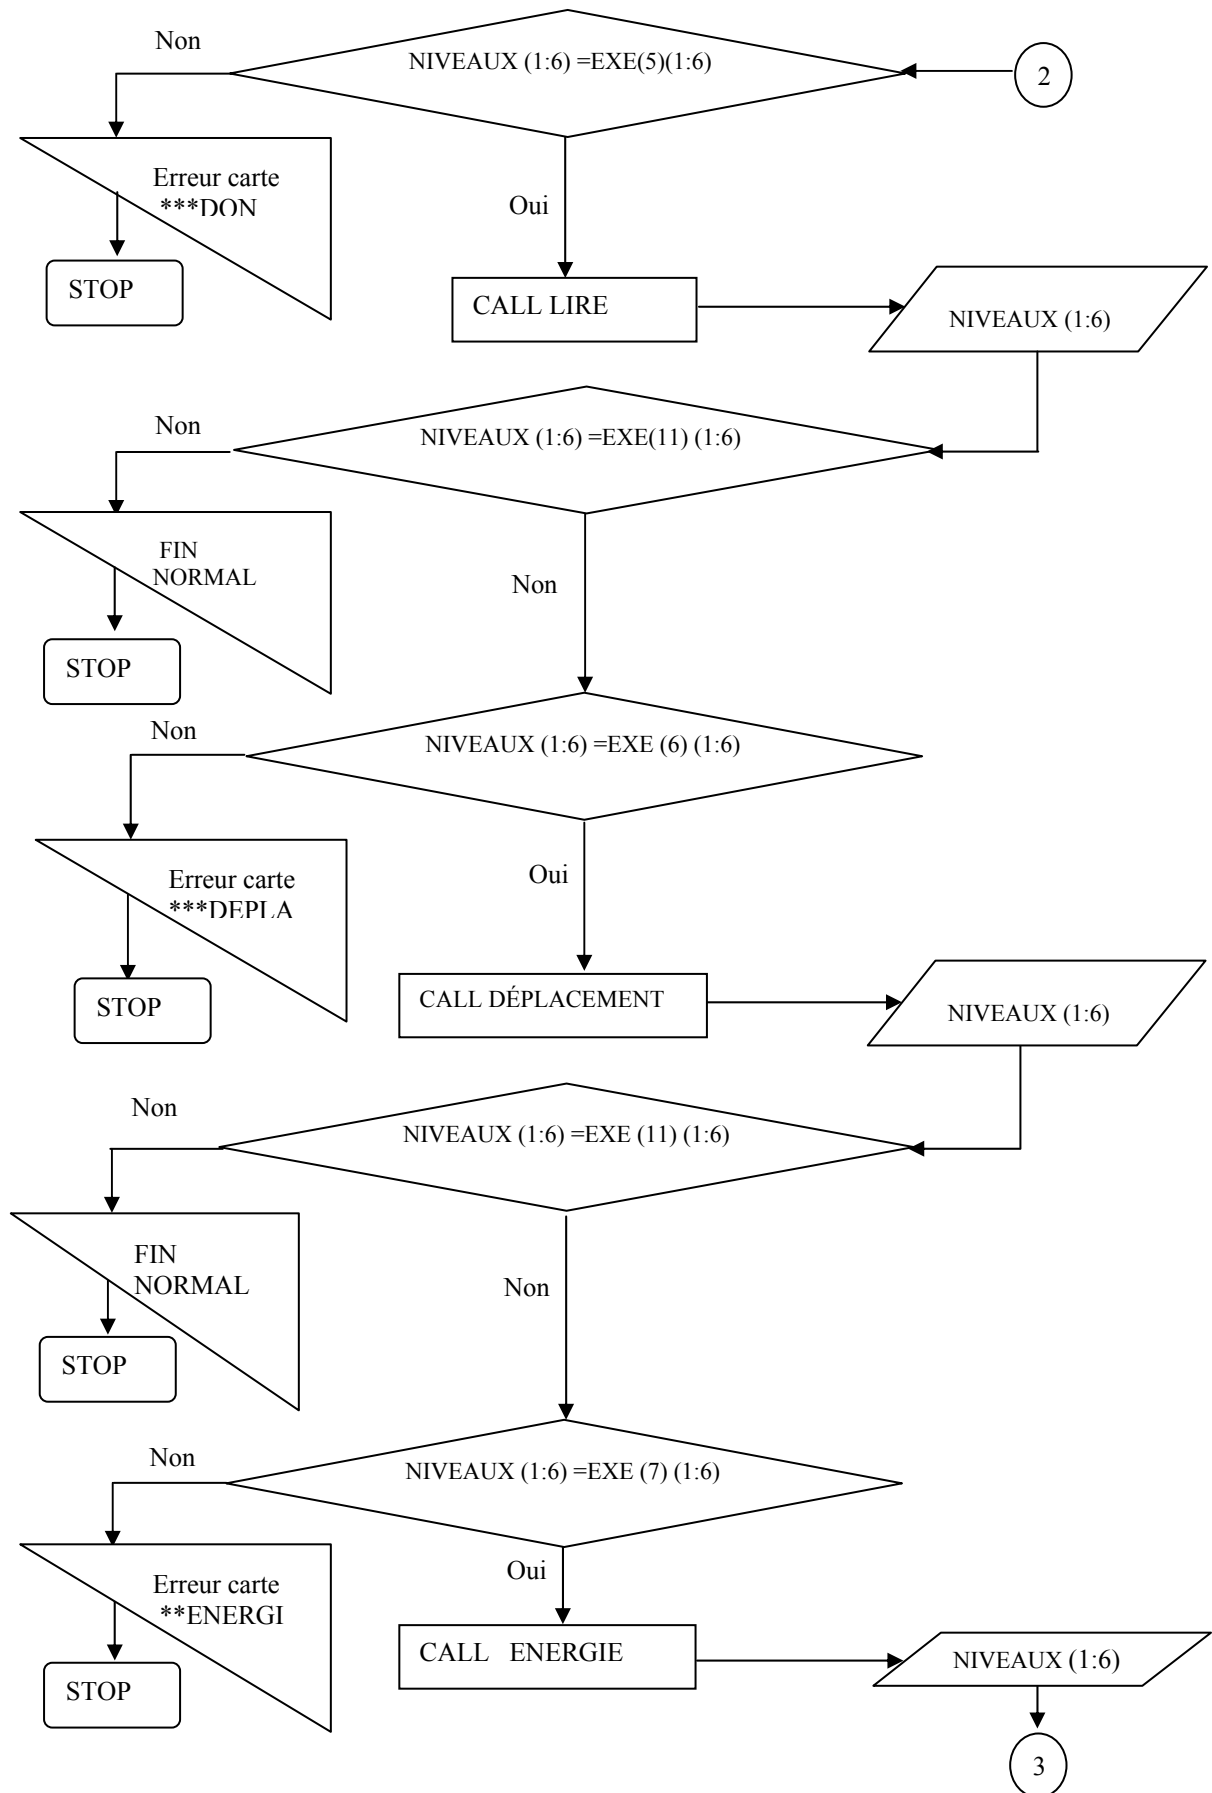 Non
NIVEAUX (1:6) =EXE(5)(1:6)
2
Erreur carte
***DON
Oui
STOP
CALL LIRE
NIVEAUX (1:6)
Non
NIVEAUX (1:6) =EXE(11) (1:6)
FIN
NORMAL
Non
STOP
Non
NIVEAUX (1:6) =EXE (6) (1:6)
Erreur carte
***DEPLA
Oui
STOP
CALL DÉPLACEMENT
NIVEAUX (1:6)
Non
NIVEAUX (1:6) =EXE (11) (1:6)
FIN
NORMAL
Non
STOP
Non
NIVEAUX (1:6) =EXE (7) (1:6)
Erreur carte
**ENERGI
Oui
STOP
CALL ENERGIE
NIVEAUX (1:6)
3